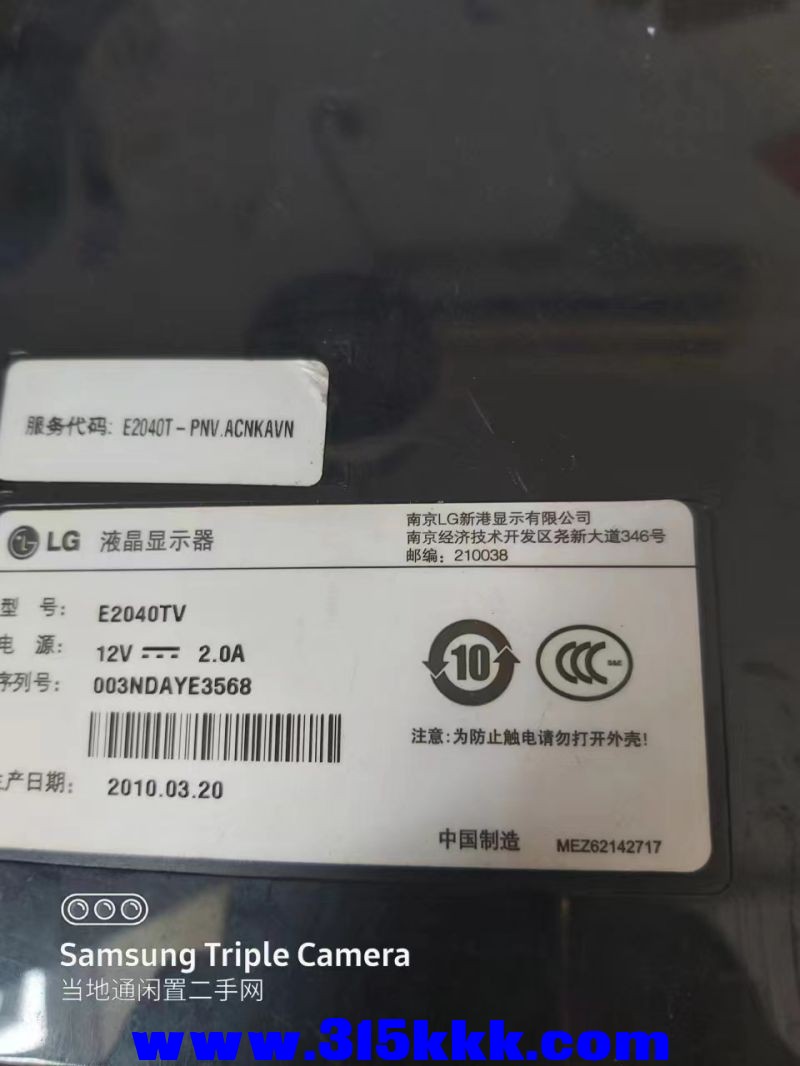 服务代码: E2040T-PNV.ACNKAVN
LG 液晶显示器
南京LG新港显示有限公司
南京经济技术开发区尧新大道346号
邮编: 210038
型 号: E2040TV
电 源: 12V 2.0A
序列号: 003NDAYE3568
10
CCC S&E
注意:为防止触电请勿打开外壳!
生产日期: 2010.03.20
中国制造 MEZ62142717
Samsung Triple Camera
当地通闲置二手网
www.315kkk.com